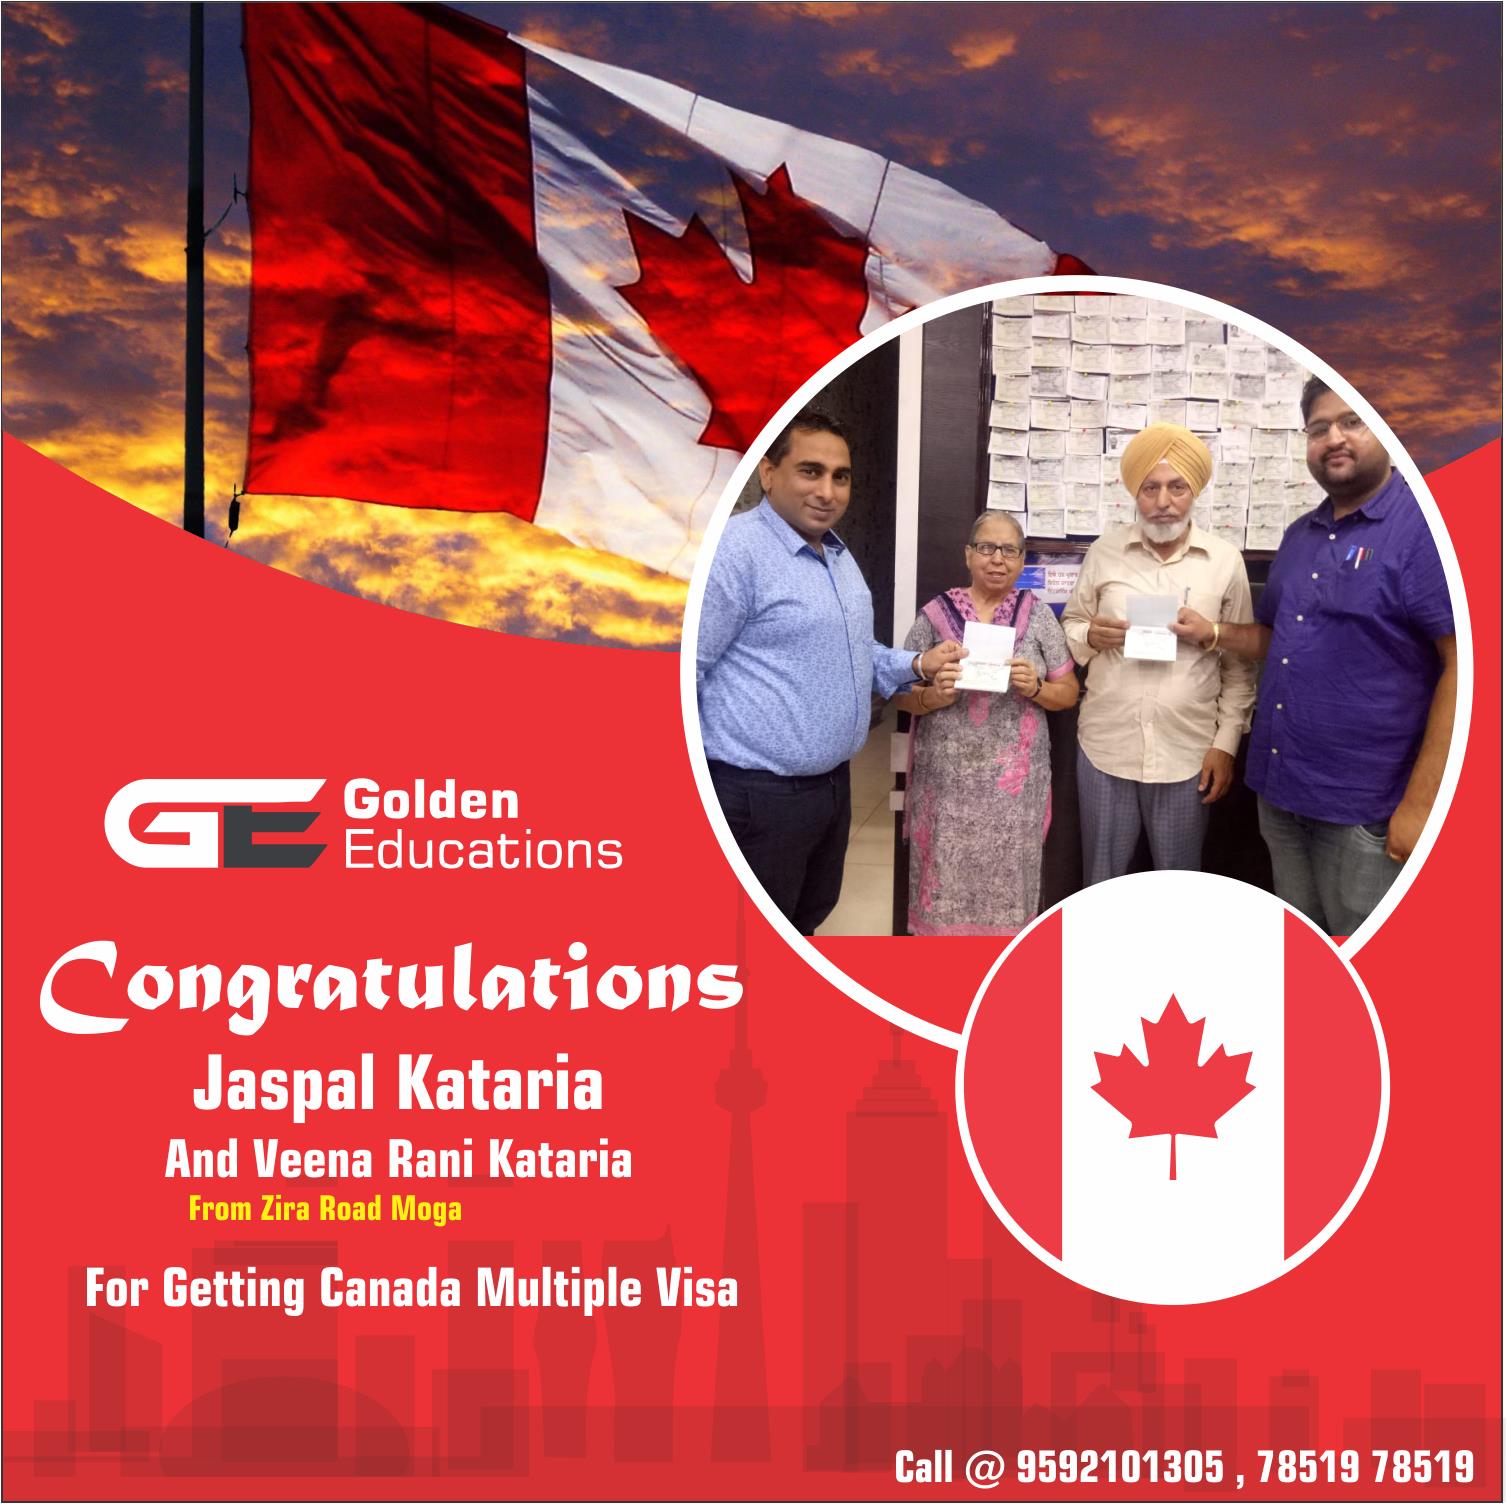 GE Golden
Educations
Congratulations
Jaspal Kataria
And Veena Rani Kataria
From Zira Road Moga
For Getting Canada Multiple Visa
Call @ 9592101305 , 78519 78519